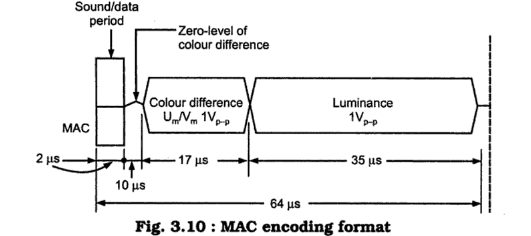 Sound/data
period
Zero-level of
colour difference
Colour difference
Um/Vm 1Vp–p
Luminance
1Vp–p
MAC
2 µs
17 µs
35 µs
10 µs
64 µs
Fig. 3.10 : MAC encoding format